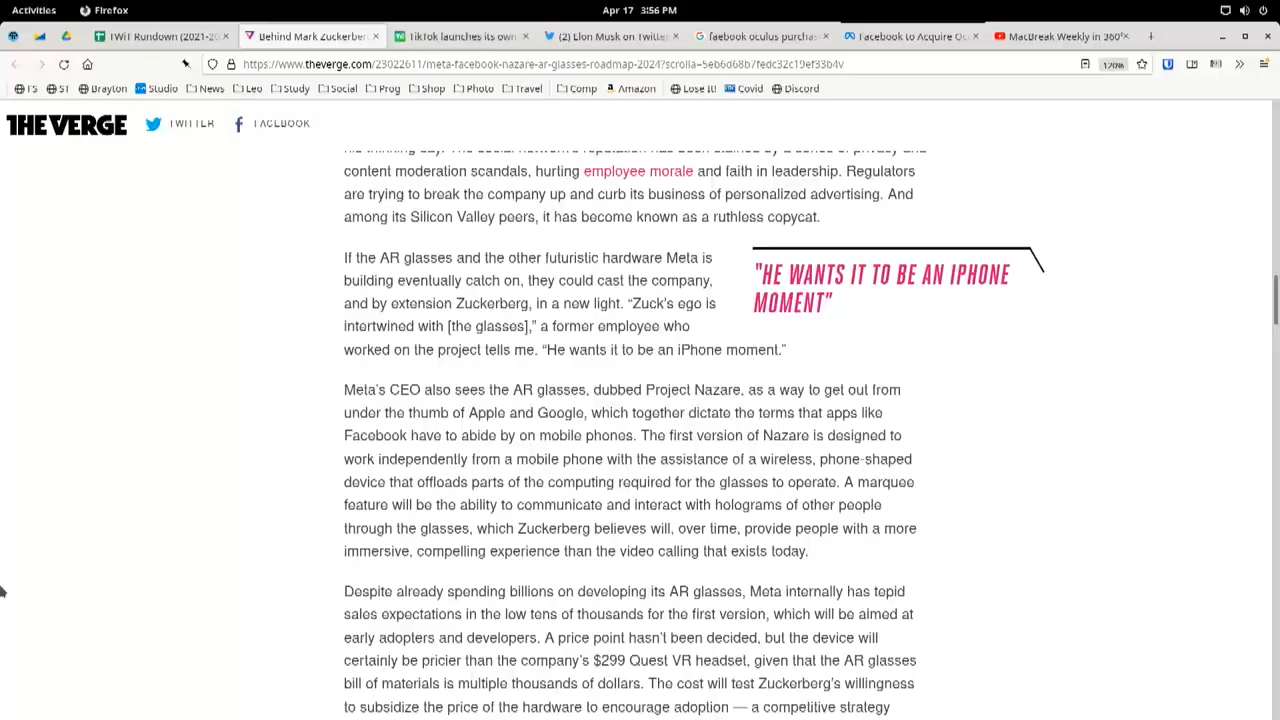 Activities
Firefox
Apr 17 3:56 PM
TWiT Rundown (2021-20
Behind Mark Zuckerber
TikTok launches its own
(2) Elon Musk on Twitter
faebook oculus purchas
Facebook to Acquire Oc
MacBreak Weekly in 360°
https://www.theverge.com/23022611/meta-facebook-nazare-ar-glasses-roadmap-2024?scrolla=5eb6d68b7fedc32c19ef33b4v
120%
TS ST Brayton Studio News Leo Study Social Prog Shop Photo Travel Comp Amazon Lose It! Covid Discord
THE VERGE TWITTER FACEBOOK
content moderation scandals, hurting employee morale and faith in leadership. Regulators
are trying to break the company up and curb its business of personalized advertising. And
among its Silicon Valley peers, it has become known as a ruthless copycat.
If the AR glasses and the other futuristic hardware Meta is
building eventually catch on, they could cast the company,
and by extension Zuckerberg, in a new light. “Zuck’s ego is
intertwined with [the glasses],” a former employee who
worked on the project tells me. “He wants it to be an iPhone moment.”
"HE WANTS IT TO BE AN IPHONE
MOMENT"
Meta’s CEO also sees the AR glasses, dubbed Project Nazare, as a way to get out from
under the thumb of Apple and Google, which together dictate the terms that apps like
Facebook have to abide by on mobile phones. The first version of Nazare is designed to
work independently from a mobile phone with the assistance of a wireless, phone-shaped
device that offloads parts of the computing required for the glasses to operate. A marquee
feature will be the ability to communicate and interact with holograms of other people
through the glasses, which Zuckerberg believes will, over time, provide people with a more
immersive, compelling experience than the video calling that exists today.
Despite already spending billions on developing its AR glasses, Meta internally has tepid
sales expectations in the low tens of thousands for the first version, which will be aimed at
early adopters and developers. A price point hasn’t been decided, but the device will
certainly be pricier than the company’s $299 Quest VR headset, given that the AR glasses
bill of materials is multiple thousands of dollars. The cost will test Zuckerberg’s willingness
to subsidize the price of the hardware to encourage adoption — a competitive strategy